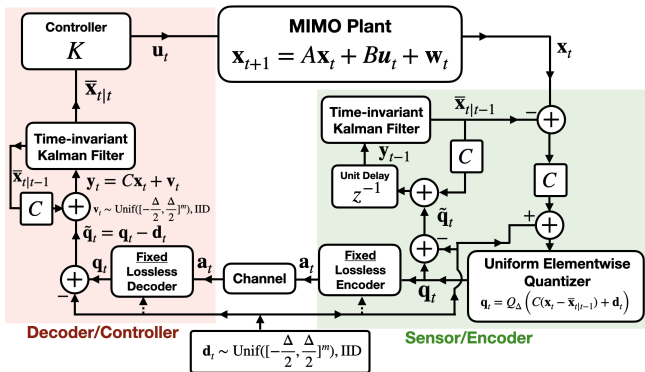 Controller
K
u_t
MIMO Plant
x_{t+1} = Ax_t + Bu_t + w_t
x_t
x̅_{t|t}
Time-invariant
Kalman Filter
x̅_{t|t−1}
C
y_t = Cx_t + v_t
v_t ~ Unif([−Δ/2, Δ/2]^m), IID
q̃_t = q_t − d_t
−
q_t
Fixed
Lossless
Decoder
a_t
Channel
a_t
Fixed
Lossless
Encoder
q_t
Time-invariant
Kalman Filter
x̅_{t|t−1}
−
y_{t−1}
C
Unit Delay
z^{−1}
q̃_t
−
C
+
Uniform Elementwise
Quantizer
q_t = Q_Δ(C(x_t − x̅_{t|t−1}) + d_t)
Decoder/Controller
Sensor/Encoder
d_t ~ Unif([−Δ/2, Δ/2]^m), IID